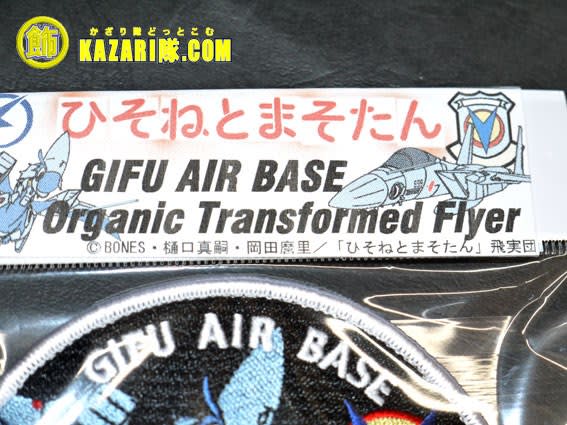 かざり隊どっとこむ
飾 KAZARI隊.COM
ひそねとまそたん
GIFU AIR BASE
Organic Transformed Flyer
©BONES・樋口真嗣・岡田麿里/「ひそねとまそたん」飛実団
GIFU AIR BASE